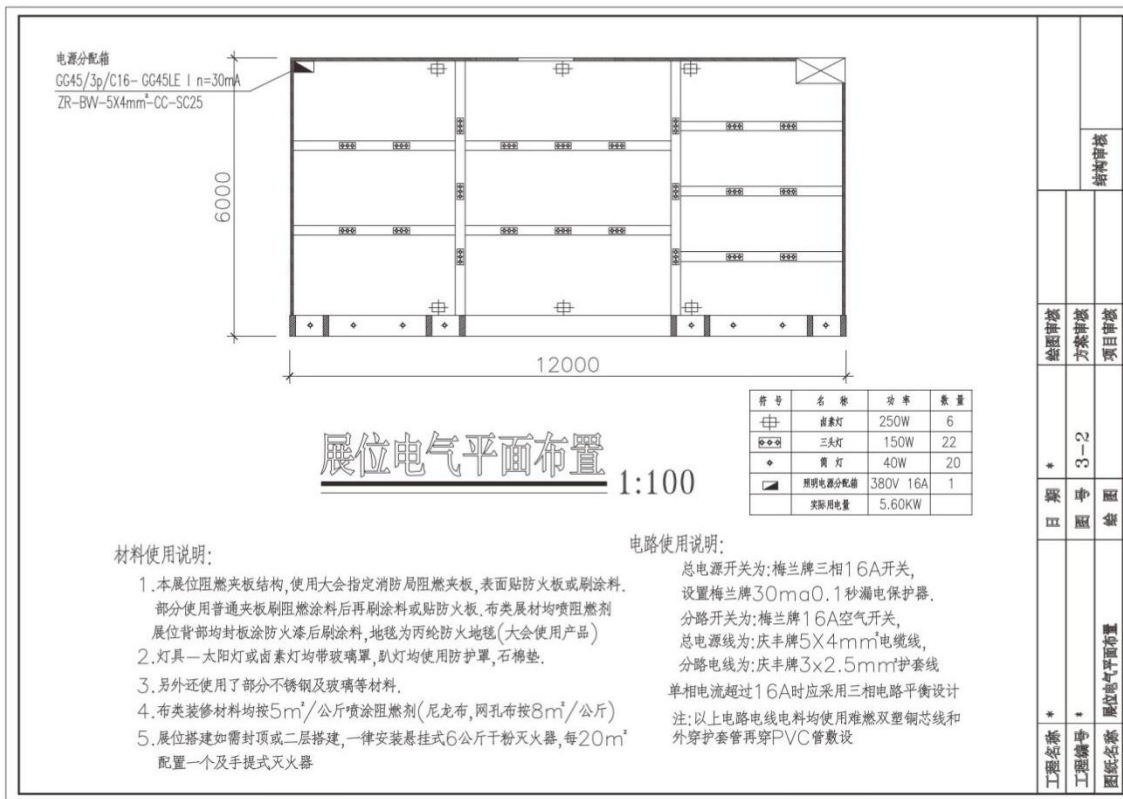 电源分配箱
GG45/3p/C16- GG45LE I n=30mA
ZR-BW-5X4mm²-CC-SC25
6000
12000
展位电气平面布置 1:100
符号 名称 功率 数量
卤素灯 250W 6
三头灯 150W 22
筒灯 40W 20
照明电源分配箱 380V 16A 1
实际用电量 5.60KW
材料使用说明:
1.本展位阻燃夹板结构,使用大会指定消防局阻燃夹板,表面贴防火板或刷涂料.
部分使用普通夹板刷阻燃涂料后再刷涂料或贴防火板.布类展材均喷阻燃剂
展位背部均封板涂防火漆后刷涂料,地毯为丙纶防火地毯(大会使用产品)
2.灯具一太阳灯或卤素灯均带玻璃罩,趴灯均使用防护罩,石棉垫.
3.另外还使用了部分不锈钢及玻璃等材料.
4.布类装修材料均按5m²/公斤喷涂阻燃剂(尼龙布,网孔布按8m²/公斤)
5.展位搭建如需封顶或二层搭建,一律安装悬挂式6公斤干粉灭火器,每20m²
配置一个及手提式灭火器
电路使用说明:
总电源开关为:梅兰牌三相16A开关,
设置梅兰牌30ma0.1秒漏电保护器.
分路开关为:梅兰牌16A空气开关,
总电源线为:庆丰牌5X4mm²电缆线,
分路电线为:庆丰牌3x2.5mm²护套线
单相电流超过16A时应采用三相电路平衡设计
注:以上电路电线电料均使用难燃双塑铜芯线和
外穿护套管再穿PVC管敷设
工程名称 * 日期 * 绘图审核
工程编号 * 图号 3-2 方案审核
图纸名称 展位电气平面布置 绘图 项目审核 结构审核